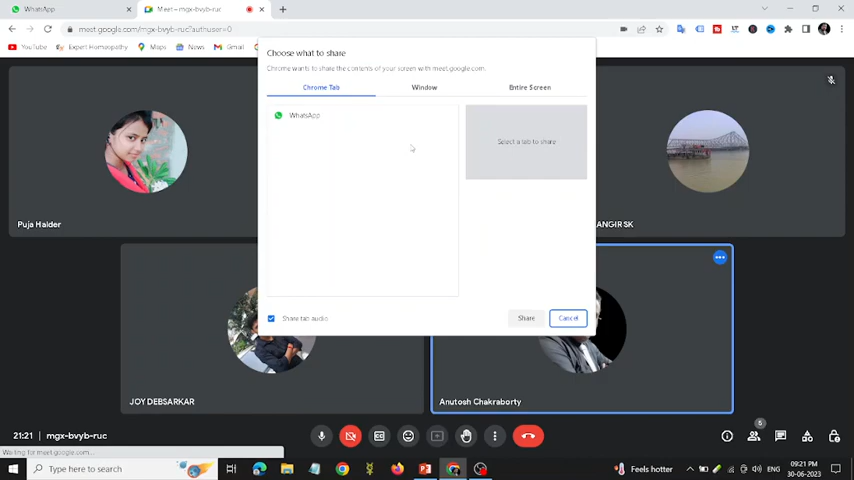 WhatsApp
Meet – mgx-bvyb-ruc
meet.google.com/mgx-bvyb-ruc?authuser=0
YouTube
Expert Homeopathy
Maps
News
Gmail
Choose what to share
Chrome wants to share the contents of your screen with meet.google.com.
Chrome Tab
Window
Entire Screen
WhatsApp
Select a tab to share
Puja Halder
ANGIR SK
Share tab audio
Share
Cancel
JOY DEBSARKAR
Anutosh Chakraborty
21:21 | mgx-bvyb-ruc
5
Waiting for meet.google.com...
Type here to search
Feels hotter
ENG
09:21 PM
30-06-2023